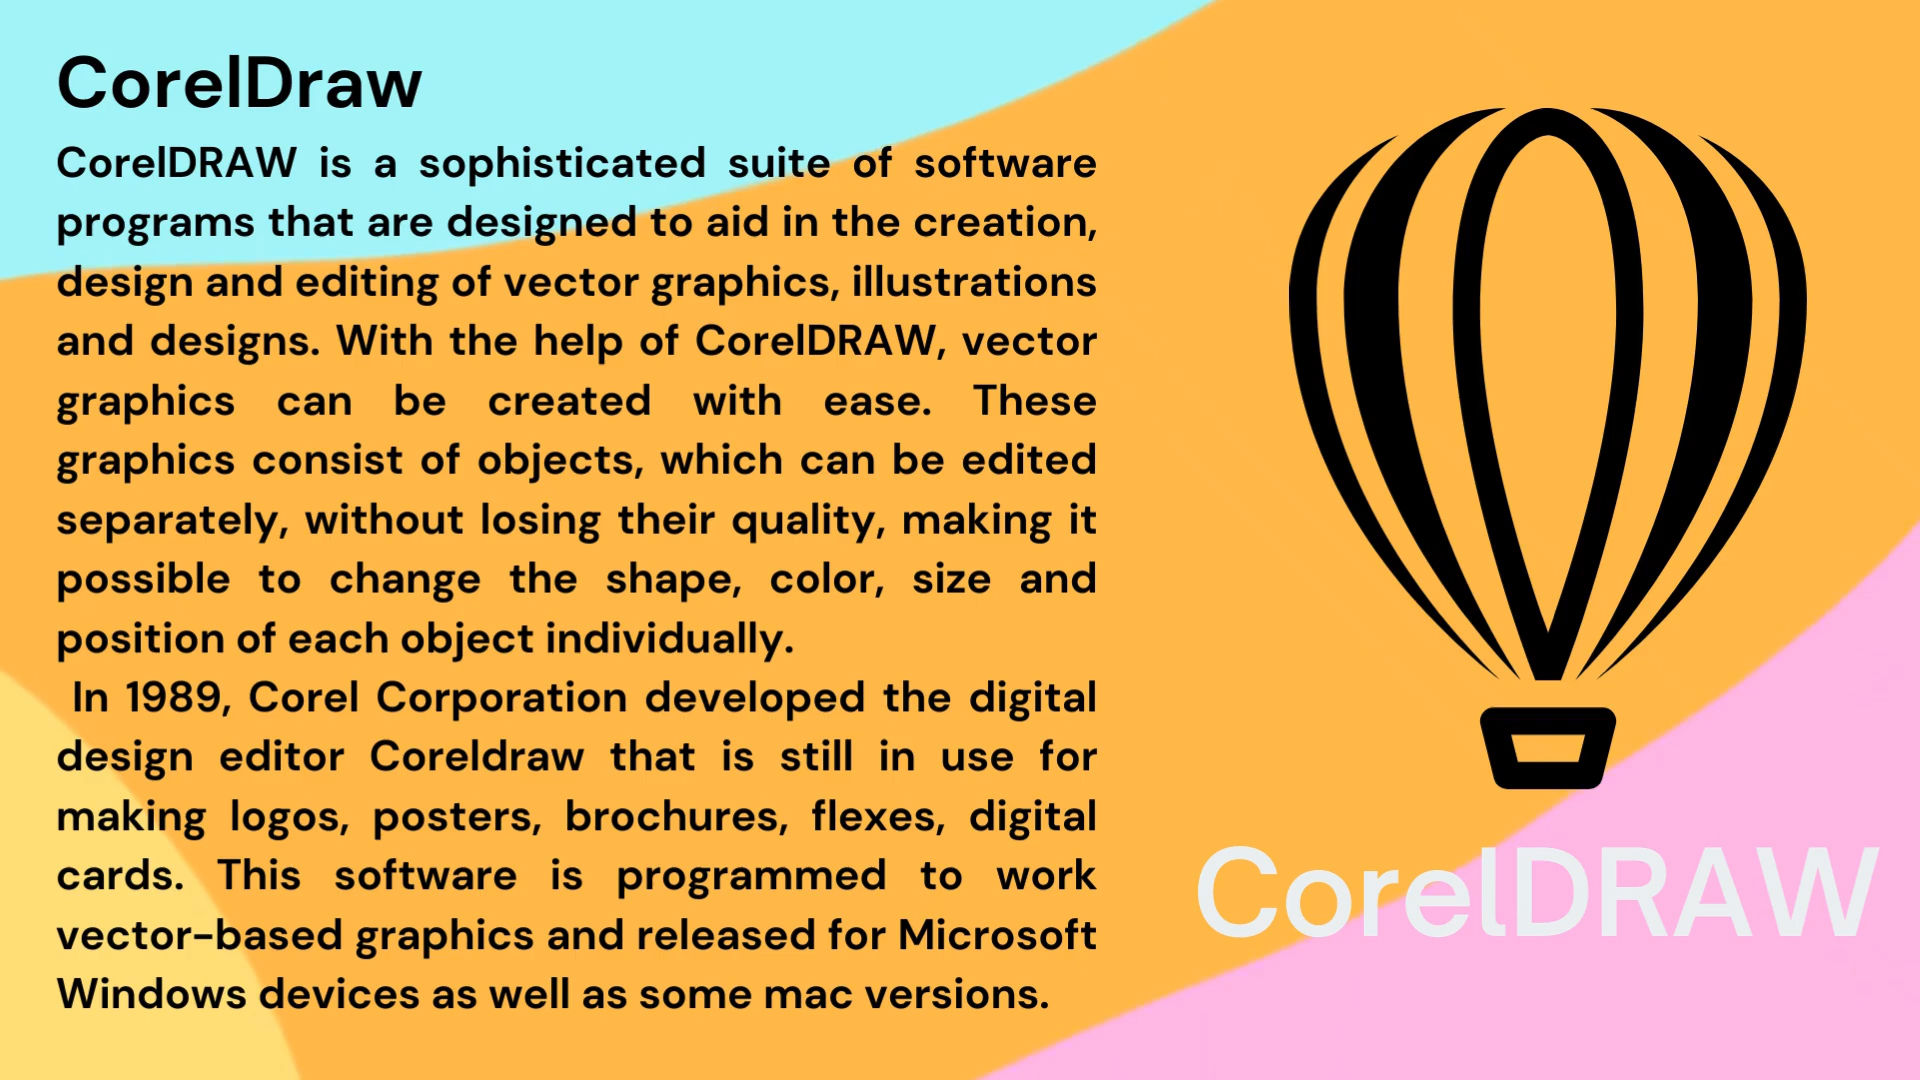 CorelDraw
CorelDRAW is a sophisticated suite of software
programs that are designed to aid in the creation,
design and editing of vector graphics, illustrations
and designs. With the help of CorelDRAW, vector
graphics can be created with ease. These
graphics consist of objects, which can be edited
separately, without losing their quality, making it
possible to change the shape, color, size and
position of each object individually.
In 1989, Corel Corporation developed the digital
design editor Coreldraw that is still in use for
making logos, posters, brochures, flexes, digital
cards. This software is programmed to work
vector-based graphics and released for Microsoft
Windows devices as well as some mac versions.
CorelDRAW